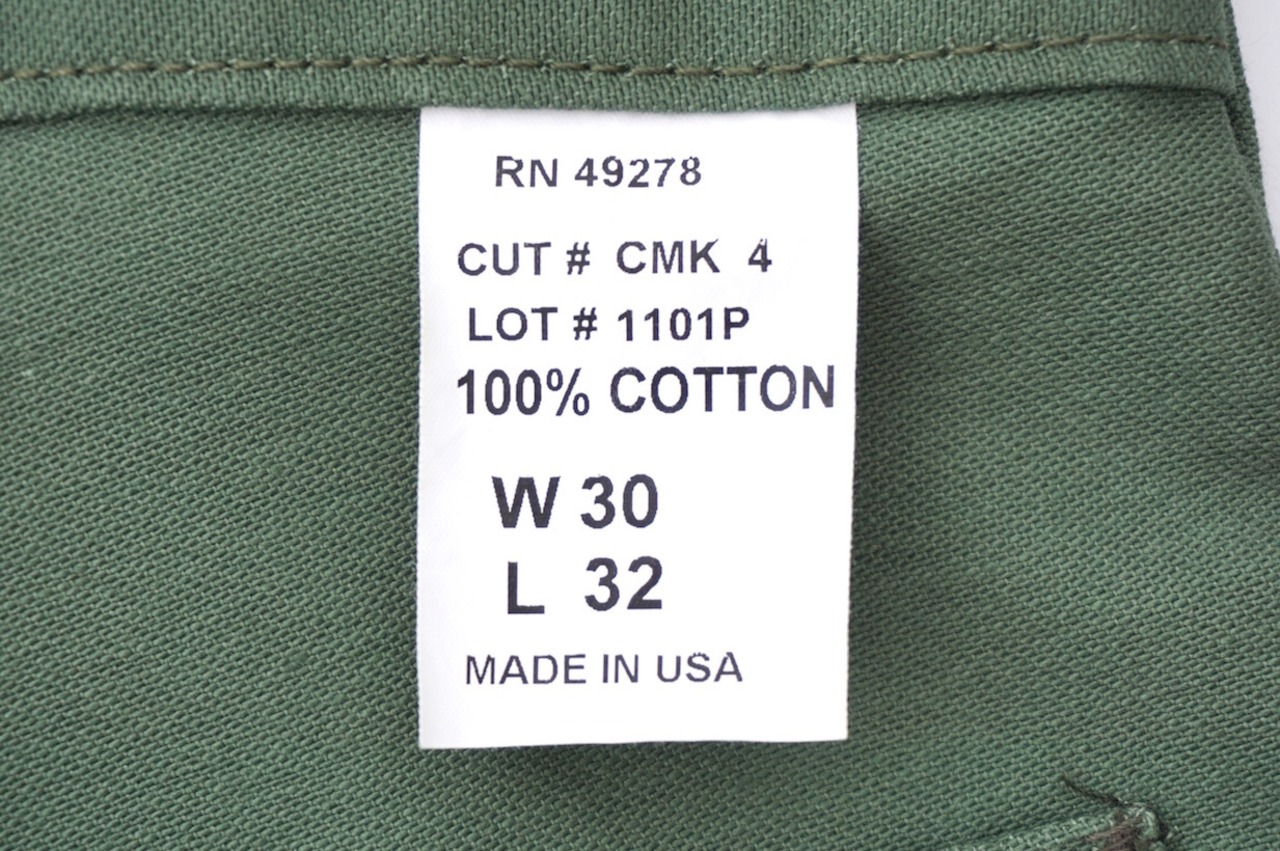 RN 49278
CUT # CMK 4
LOT # 1101P
100% COTTON
W 30
L 32
MADE IN USA